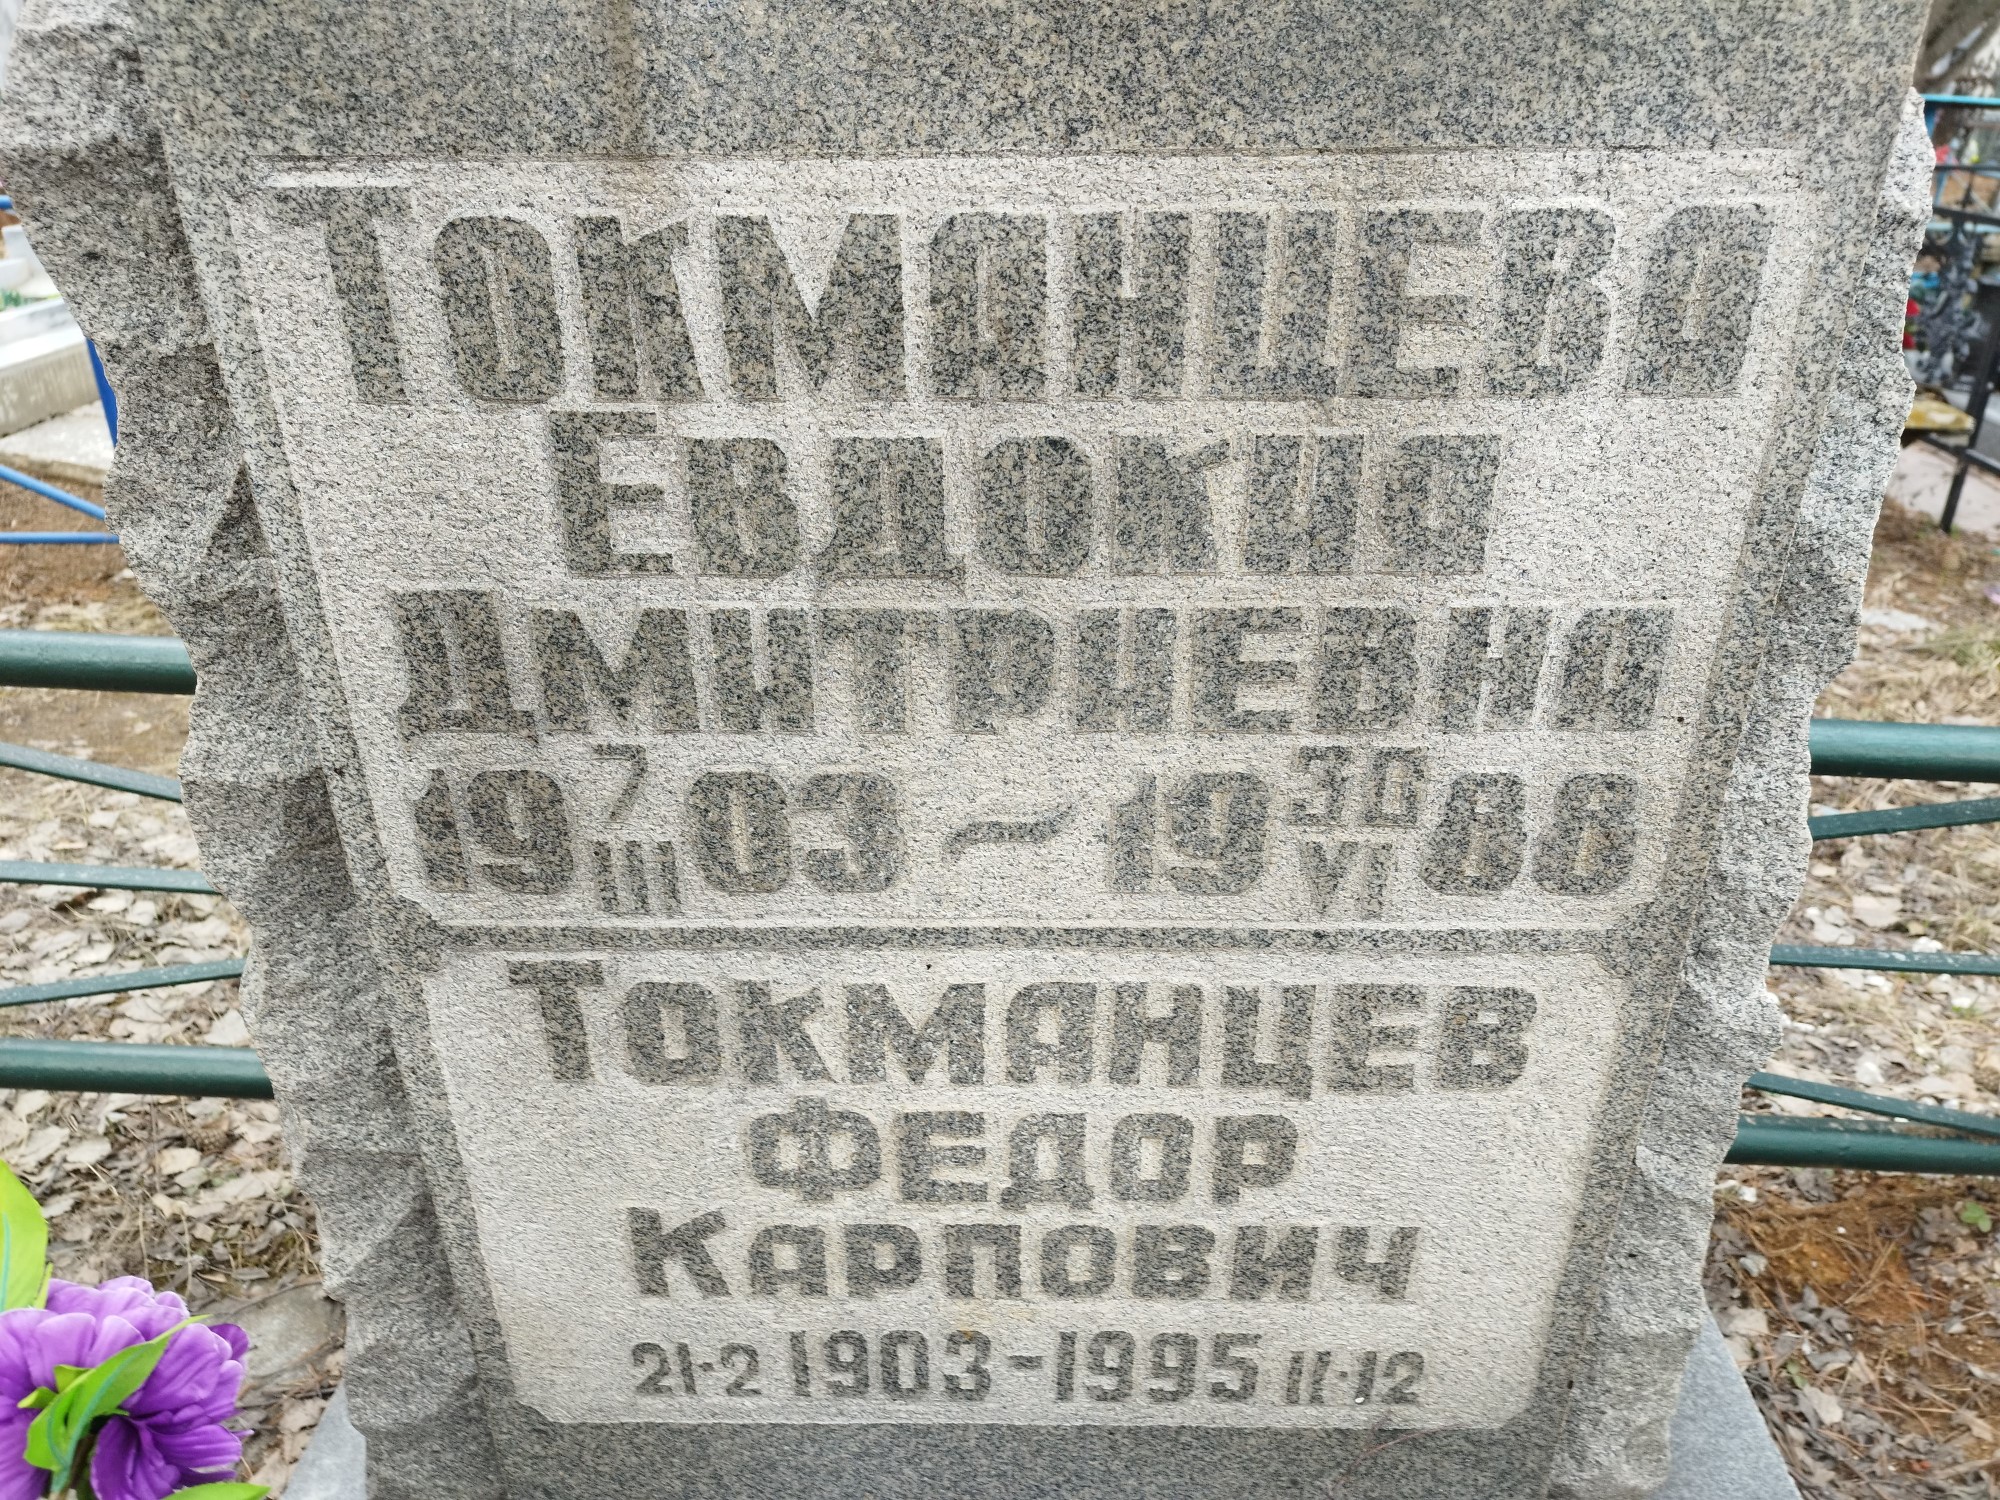 Токманцева
Евдокия
Дмитриевна
19 7/III 03 ~ 19 30/VI 88
Токманцев
Федор
Карпович
21·2 1903-1995 11·12